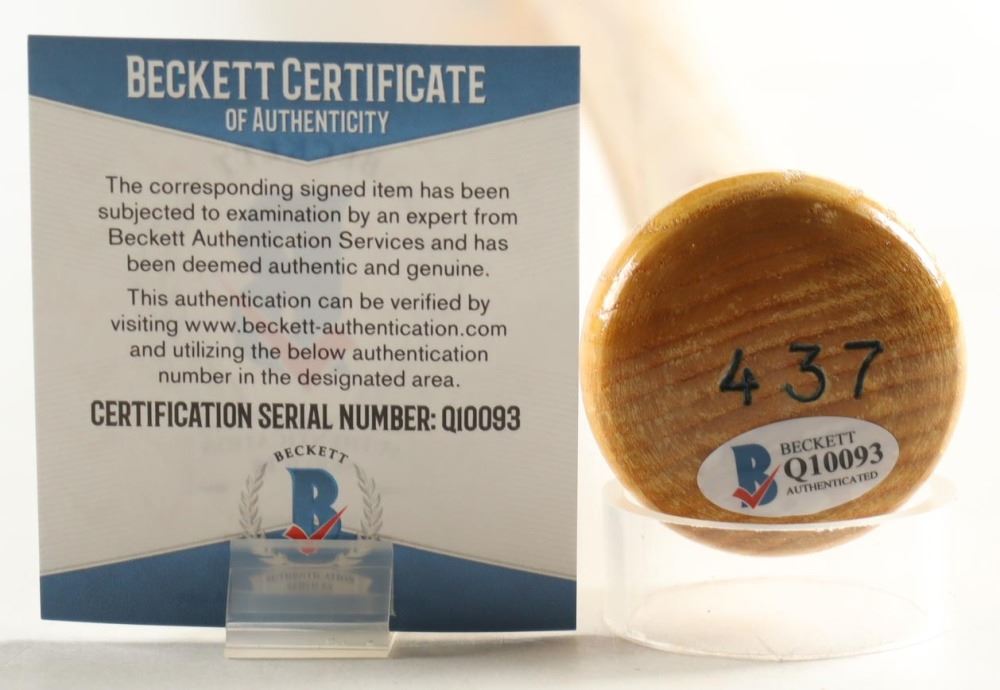 BECKETT CERTIFICATE
OF AUTHENTICITY
The corresponding signed item has been
subjected to examination by an expert from
Beckett Authentication Services and has
been deemed authentic and genuine.
This authentication can be verified by
visiting www.beckett-authentication.com
and utilizing the below authentication
number in the designated area.
CERTIFICATION SERIAL NUMBER: Q10093
BECKETT
B
AUTHENTICATION
SERVICES
437
B
BECKETT
Q10093
AUTHENTICATED